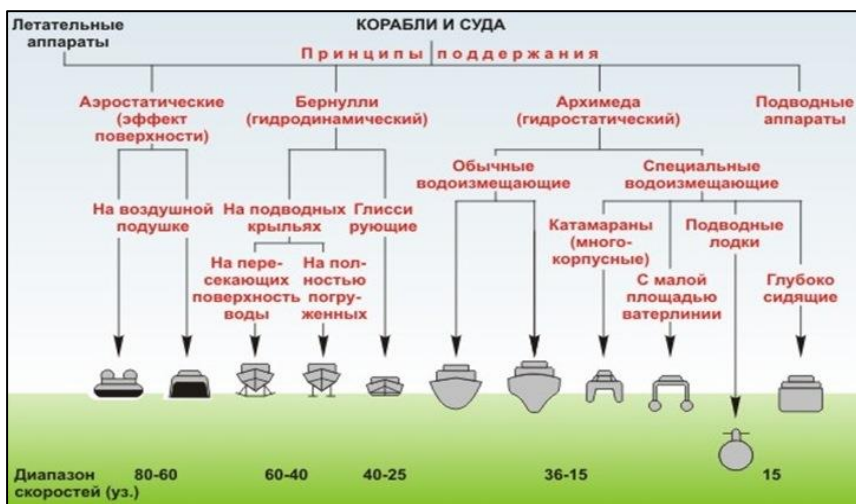 Летательные
аппараты
КОРАБЛИ И СУДА
Принципы поддержания
Аэростатические
(эффект
поверхности)
Бернулли
(гидродинамический)
Архимеда
(гидростатический)
Подводные
аппараты
Обычные
водоизмещающие
Специальные
водоизмещающие
На воздушной
подушке
На подводных
крыльях
Глисси
рующие
Катамараны
(много-
корпусные)
Подводные
лодки
На пере-
секающих
поверхность
воды
На пол-
ностью
погру-
женных
С малой
площадью
ватерлинии
Глубоко
сидящие
Диапазон
скоростей (уз.)
80-60
60-40
40-25
36-15
15